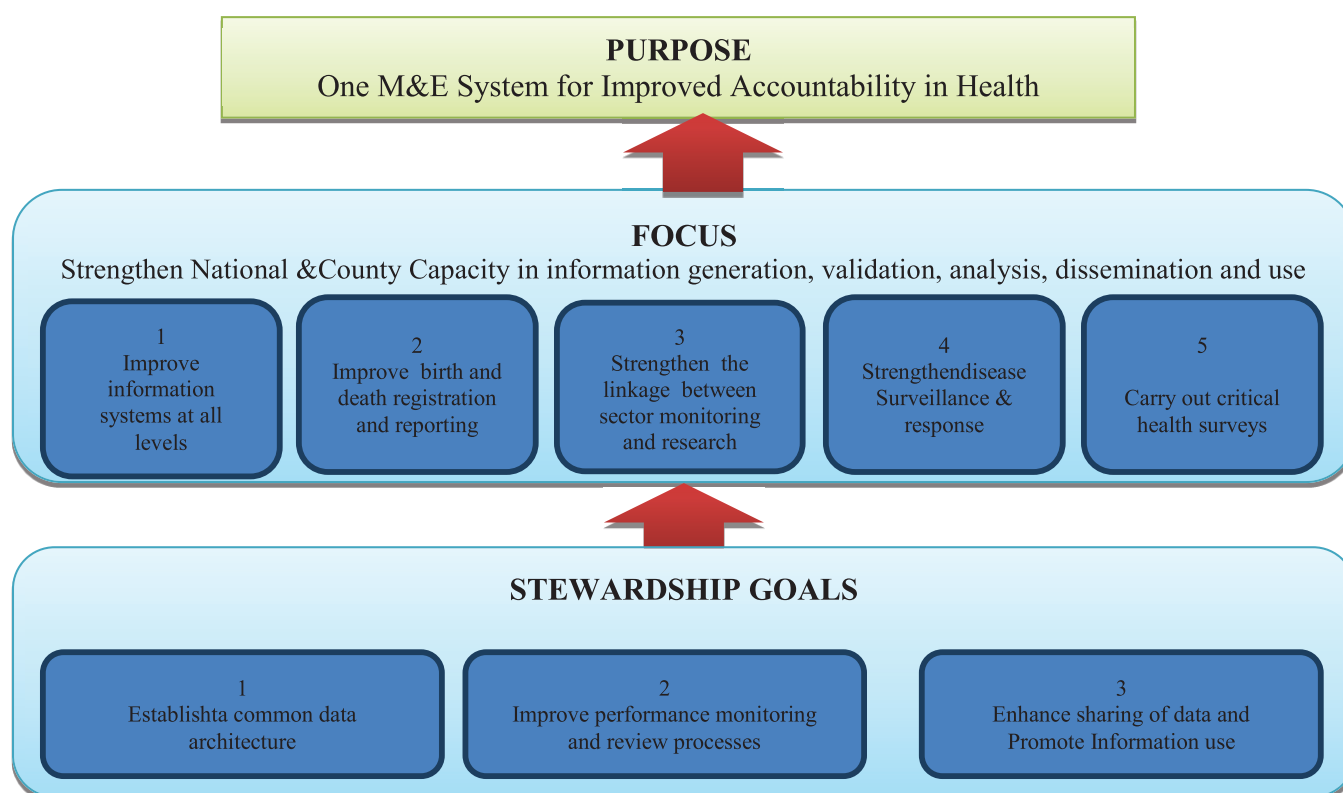 PURPOSE
One M&E System for Improved Accountability in Health
FOCUS
Strengthen National &County Capacity in information generation, validation, analysis, dissemination and use
1
Improve
information
systems at all
levels
2
Improve birth and
death registration
and reporting
3
Strengthen the
linkage between
sector monitoring
and research
4
Strengthendisease
Surveillance &
response
5
Carry out critical
health surveys
STEWARDSHIP GOALS
1
Establishta common data
architecture
2
Improve performance monitoring
and review processes
3
Enhance sharing of data and
Promote Information use